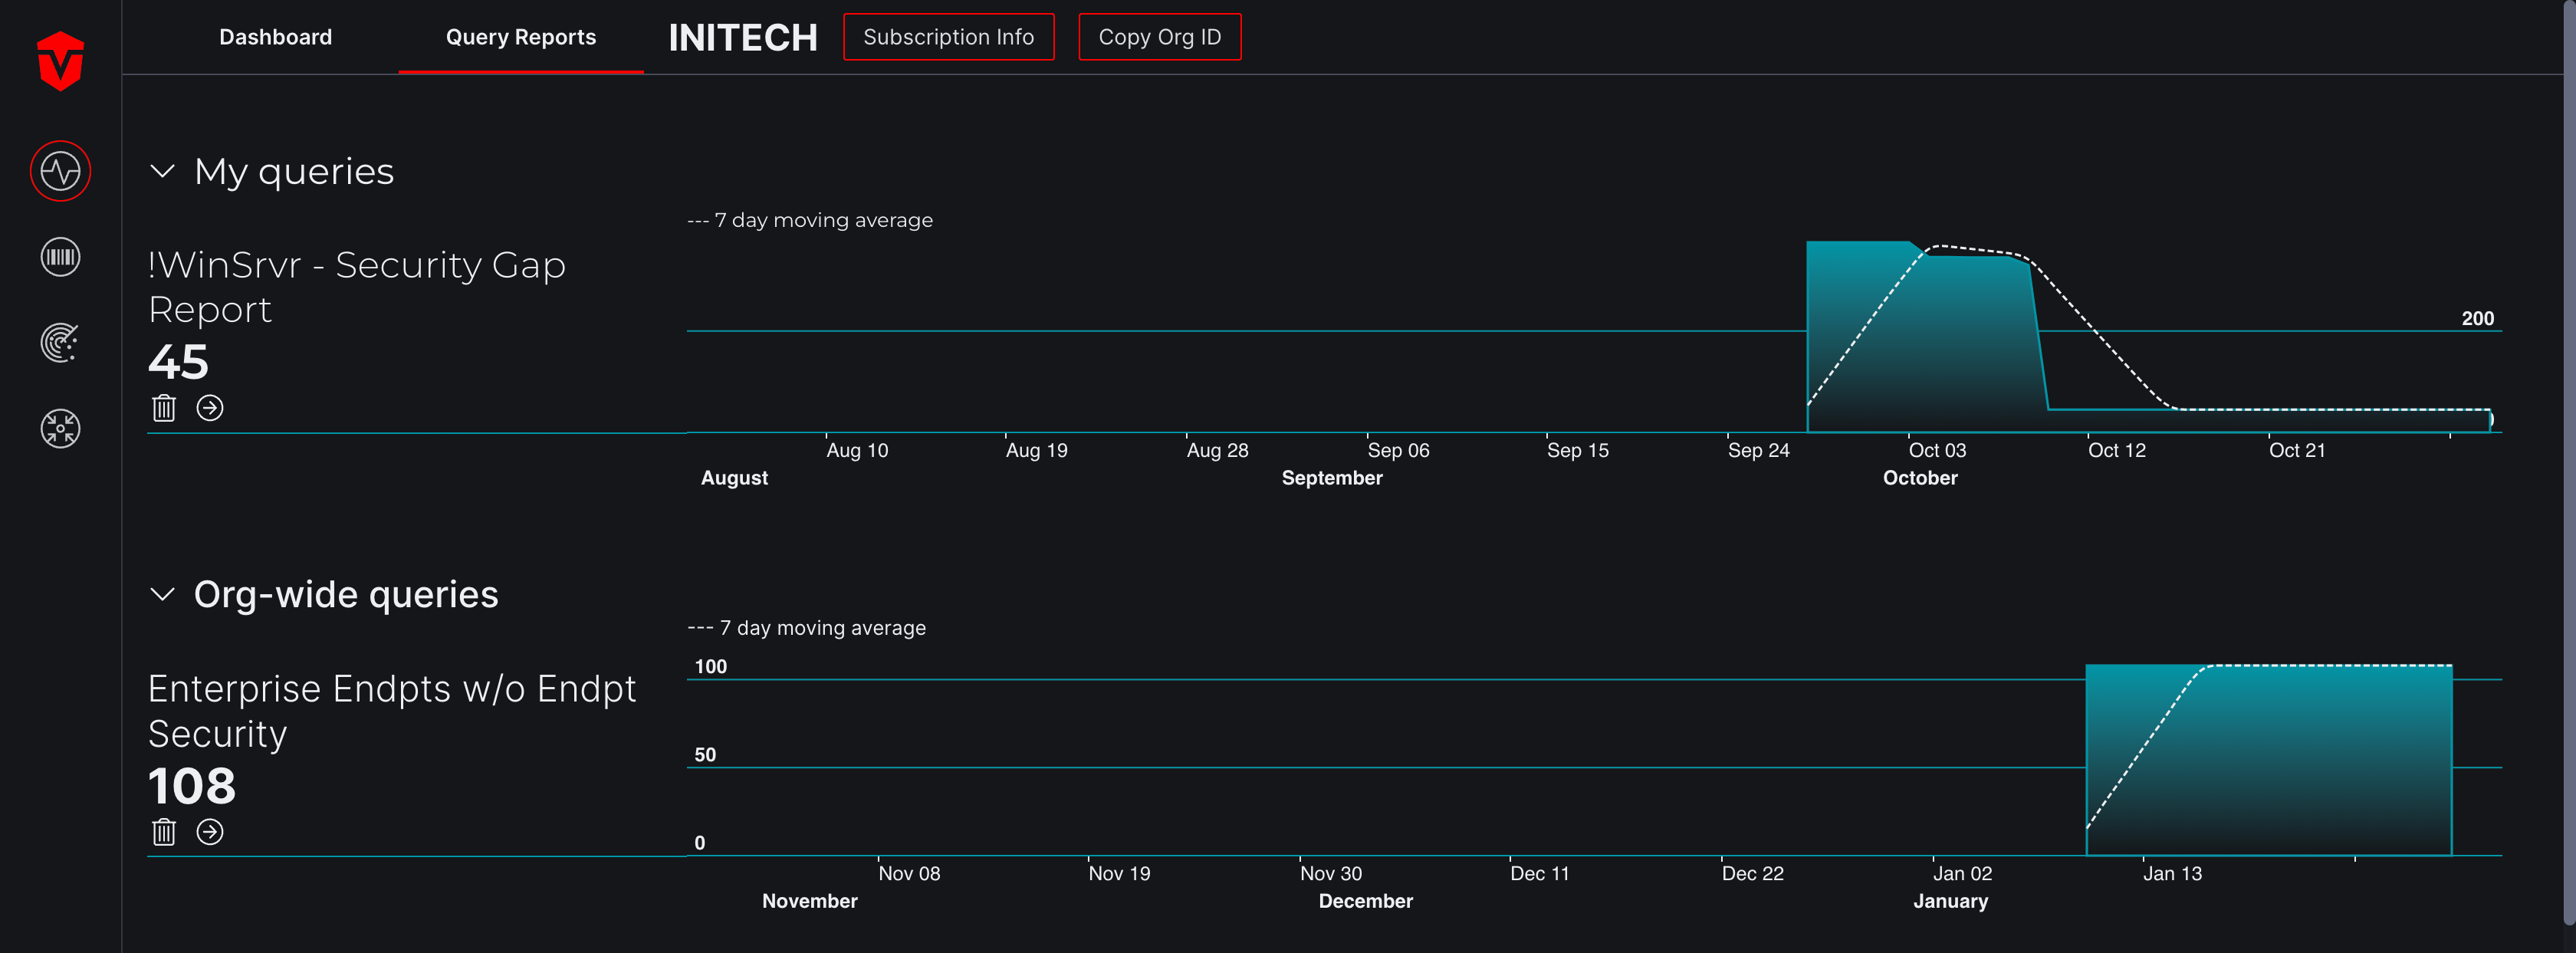 Dashboard
Query Reports
INITECH
Subscription Info
Copy Org ID
My queries
--- 7 day moving average
!WinSrvr - Security Gap
Report
45
200
Aug 10
Aug 19
Aug 28
Sep 06
Sep 15
Sep 24
Oct 03
Oct 12
Oct 21
August
September
October
Org-wide queries
--- 7 day moving average
Enterprise Endpts w/o Endpt
Security
108
100
50
0
Nov 08
Nov 19
Nov 30
Dec 11
Dec 22
Jan 02
Jan 13
November
December
January